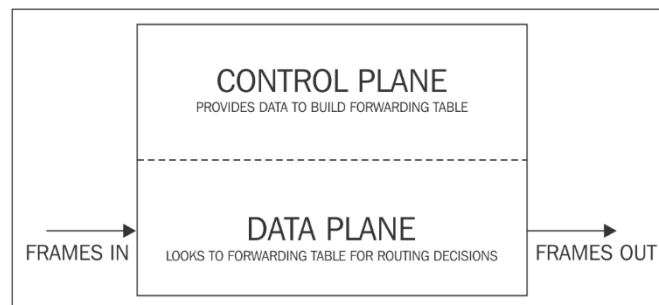 CONTROL PLANE
PROVIDES DATA TO BUILD FORWARDING TABLE
DATA PLANE
LOOKS TO FORWARDING TABLE FOR ROUTING DECISIONS
FRAMES IN
FRAMES OUT